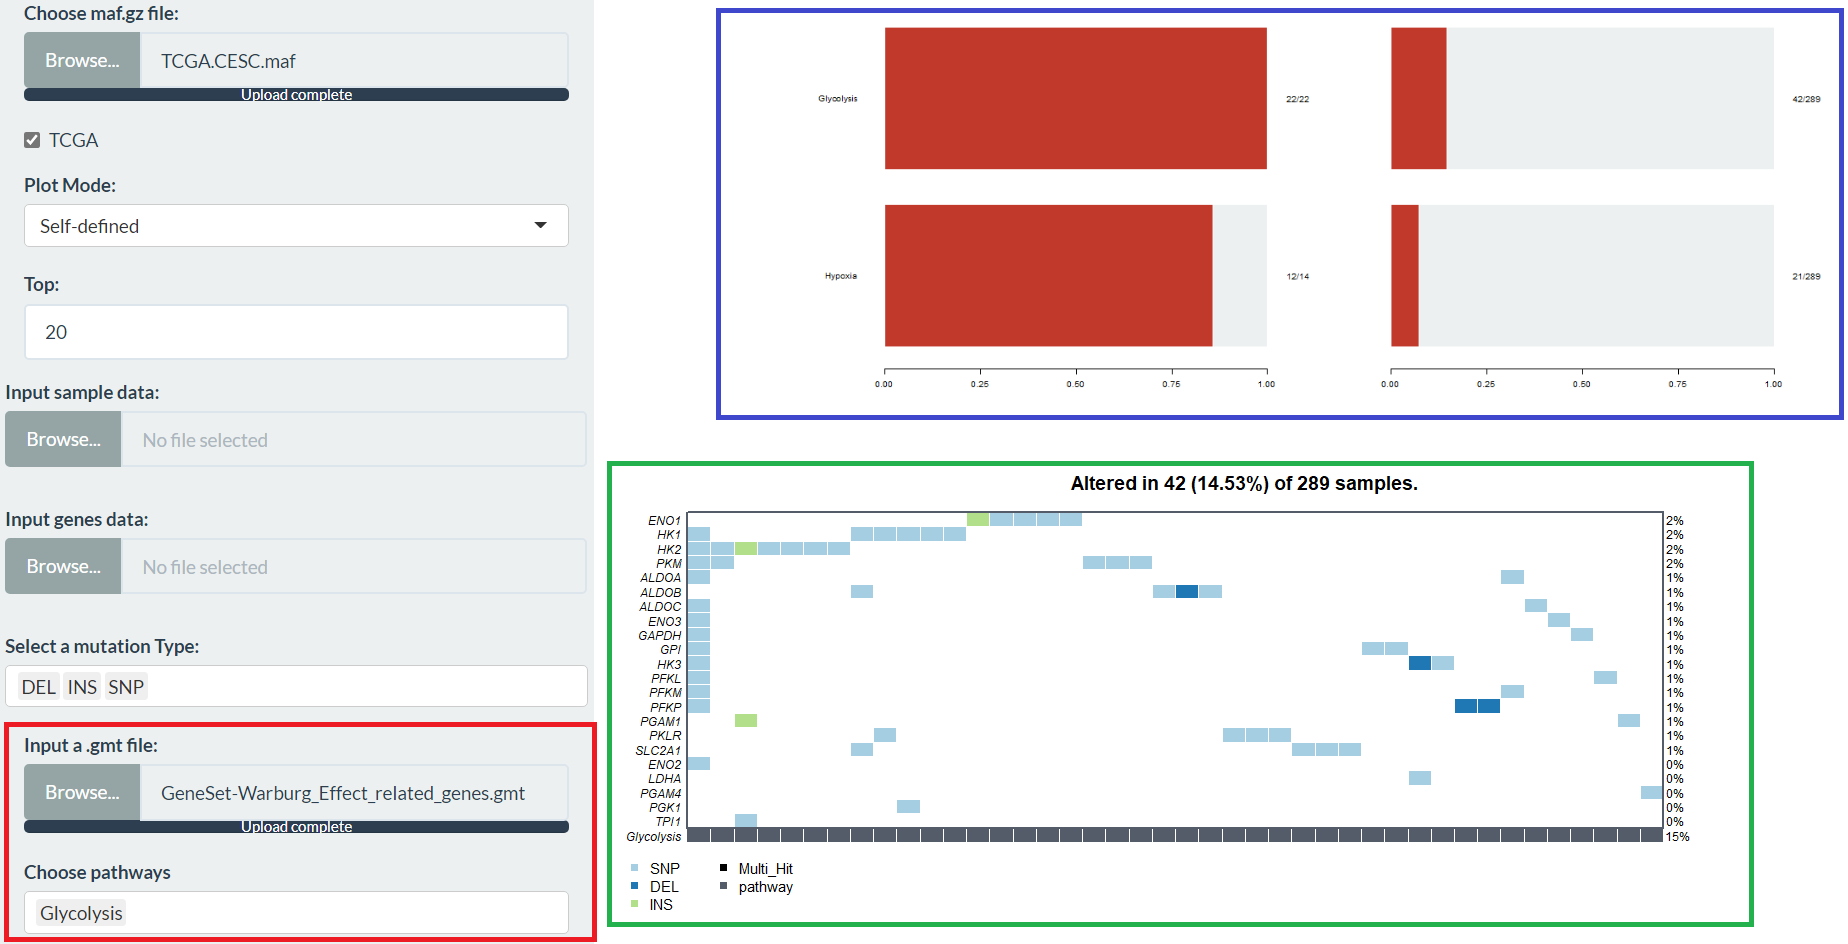 Choose maf.gz file:
Browse... TCGA.CESC.maf
Upload complete
TCGA
Plot Mode:
Self-defined
Top:
20
Input sample data:
Browse... No file selected
Input genes data:
Browse... No file selected
Select a mutation Type:
DEL INS SNP
Input a .gmt file:
Browse... GeneSet-Warburg_Effect_related_genes.gmt
Upload complete
Choose pathways
Glycolysis
Glycolysis 22/22 42/289
Hypoxia 12/14 21/289
0.00 0.25 0.50 0.75 1.00 0.00 0.25 0.50 0.75 1.00
Altered in 42 (14.53%) of 289 samples.
ENO1 2%
HK1 2%
HK2 2%
PKM 2%
ALDOA 1%
ALDOB 1%
ALDOC 1%
ENO3 1%
GAPDH 1%
GPI 1%
HK3 1%
PFKL 1%
PFKM 1%
PFKP 1%
PGAM1 1%
PKLR 1%
SLC2A1 1%
ENO2 0%
LDHA 0%
PGAM4 0%
PGK1 0%
TPI1 0%
Glycolysis 15%
SNP Multi_Hit
DEL pathway
INS